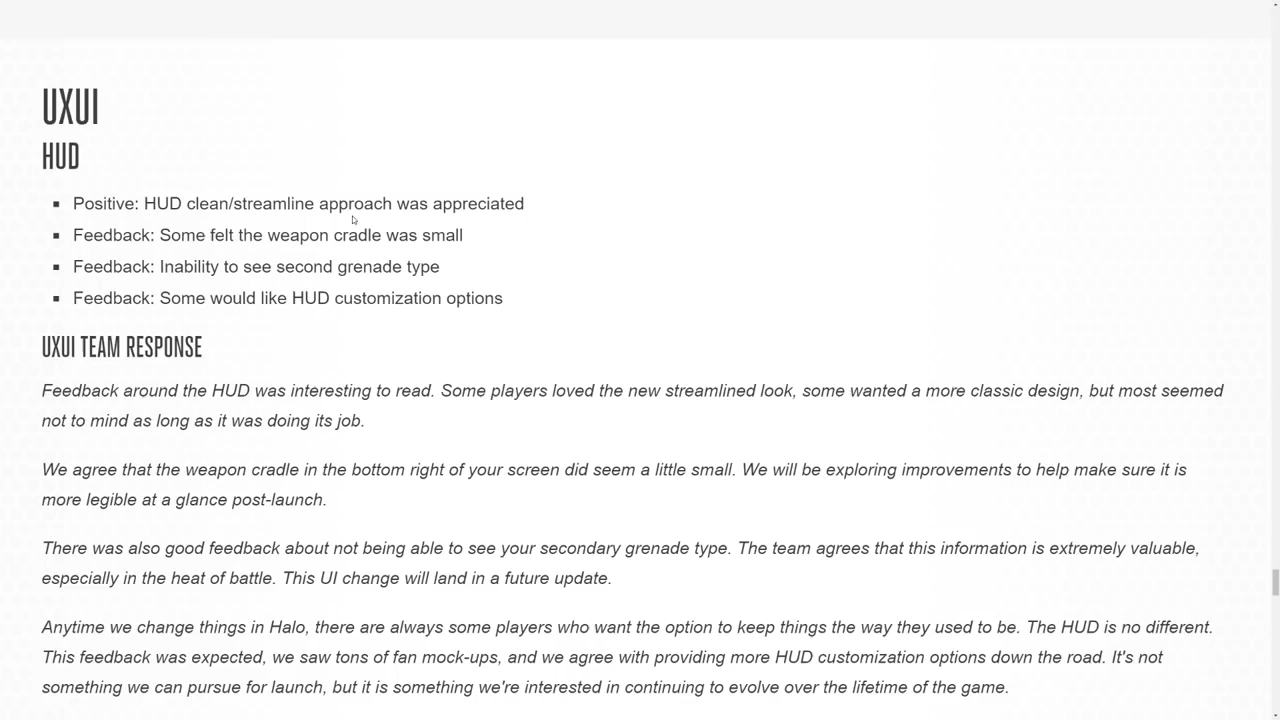 UXUI
HUD
▪ Positive: HUD clean/streamline approach was appreciated
▪ Feedback: Some felt the weapon cradle was small
▪ Feedback: Inability to see second grenade type
▪ Feedback: Some would like HUD customization options
UXUI TEAM RESPONSE
Feedback around the HUD was interesting to read. Some players loved the new streamlined look, some wanted a more classic design, but most seemed
not to mind as long as it was doing its job.
We agree that the weapon cradle in the bottom right of your screen did seem a little small. We will be exploring improvements to help make sure it is
more legible at a glance post-launch.
There was also good feedback about not being able to see your secondary grenade type. The team agrees that this information is extremely valuable,
especially in the heat of battle. This UI change will land in a future update.
Anytime we change things in Halo, there are always some players who want the option to keep things the way they used to be. The HUD is no different.
This feedback was expected, we saw tons of fan mock-ups, and we agree with providing more HUD customization options down the road. It's not
something we can pursue for launch, but it is something we're interested in continuing to evolve over the lifetime of the game.